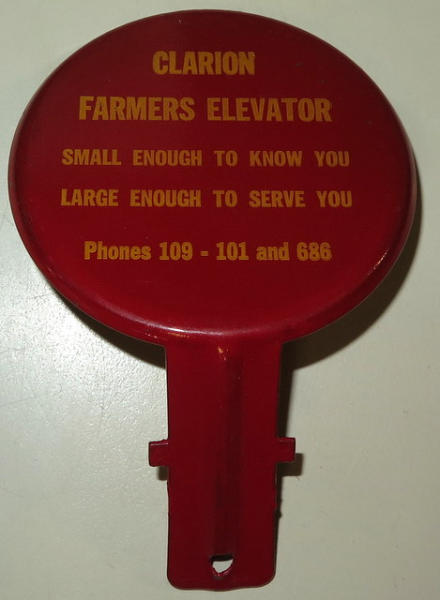 CLARION
FARMERS ELEVATOR
SMALL ENOUGH TO KNOW YOU
LARGE ENOUGH TO SERVE YOU
Phones 109 - 101 and 686